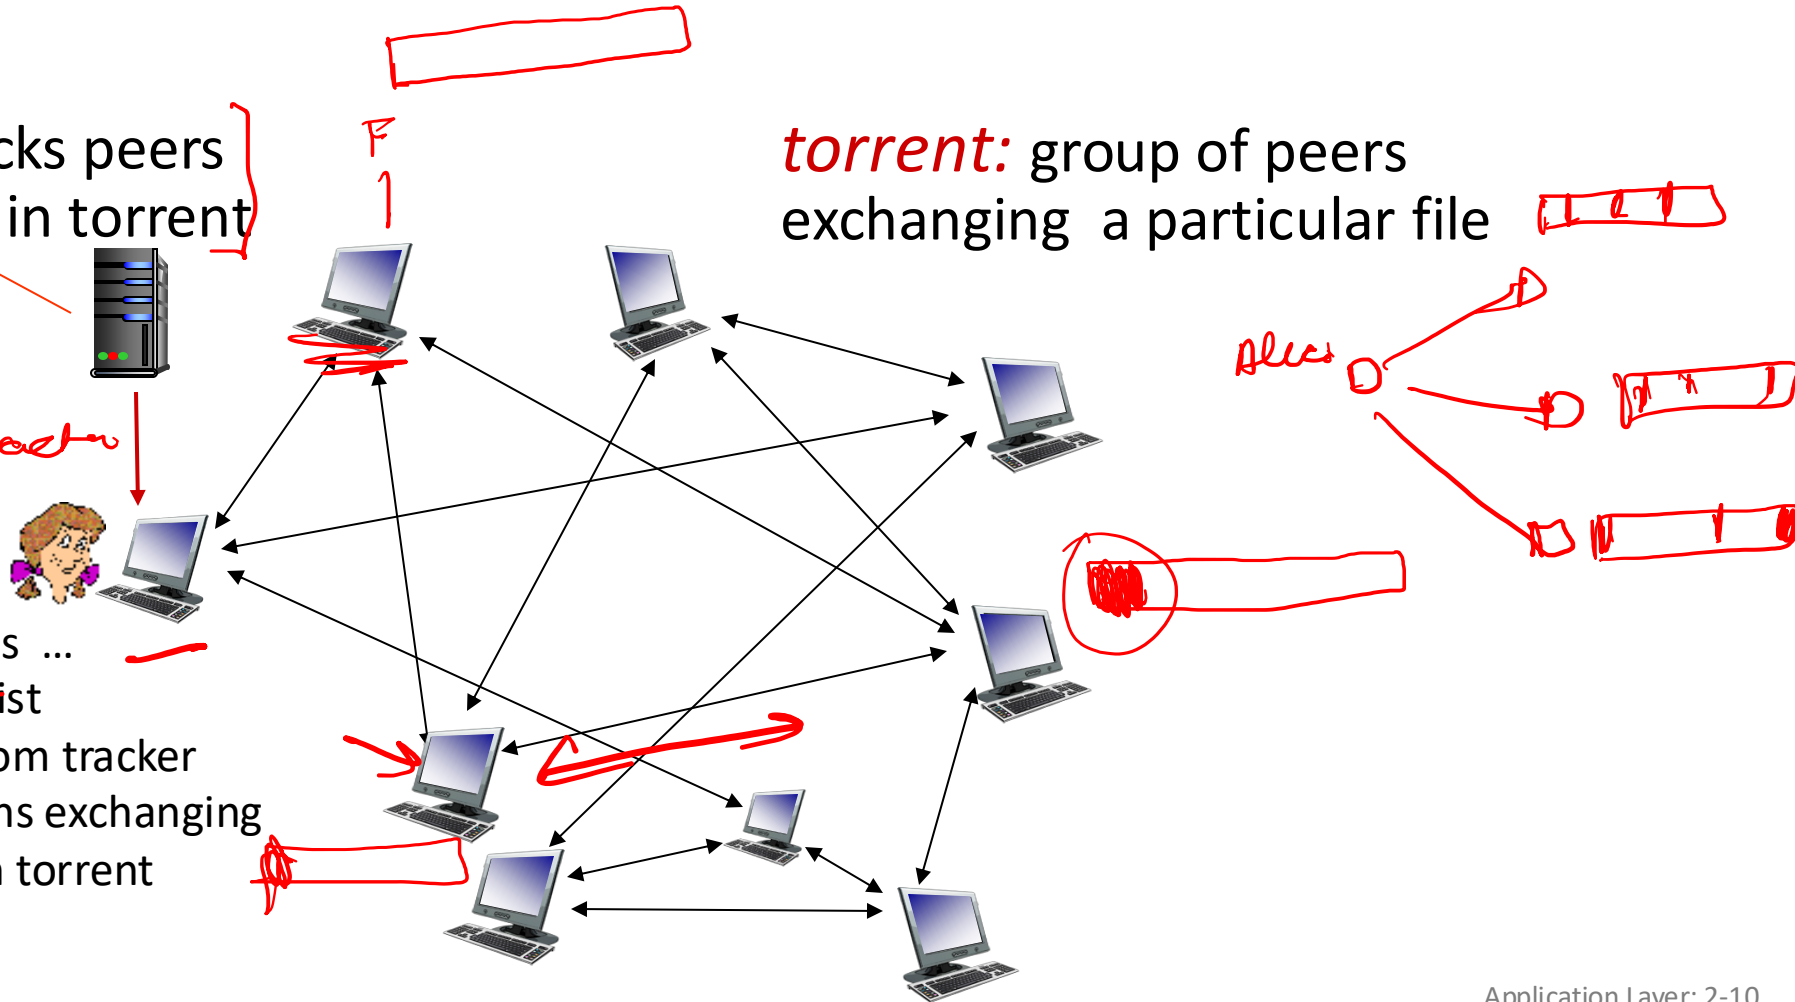 cks peers
in torrent
F
torrent: group of peers
exchanging a particular file
s ...
ist
om tracker
ns exchanging
torrent
Application Layer: 2-10